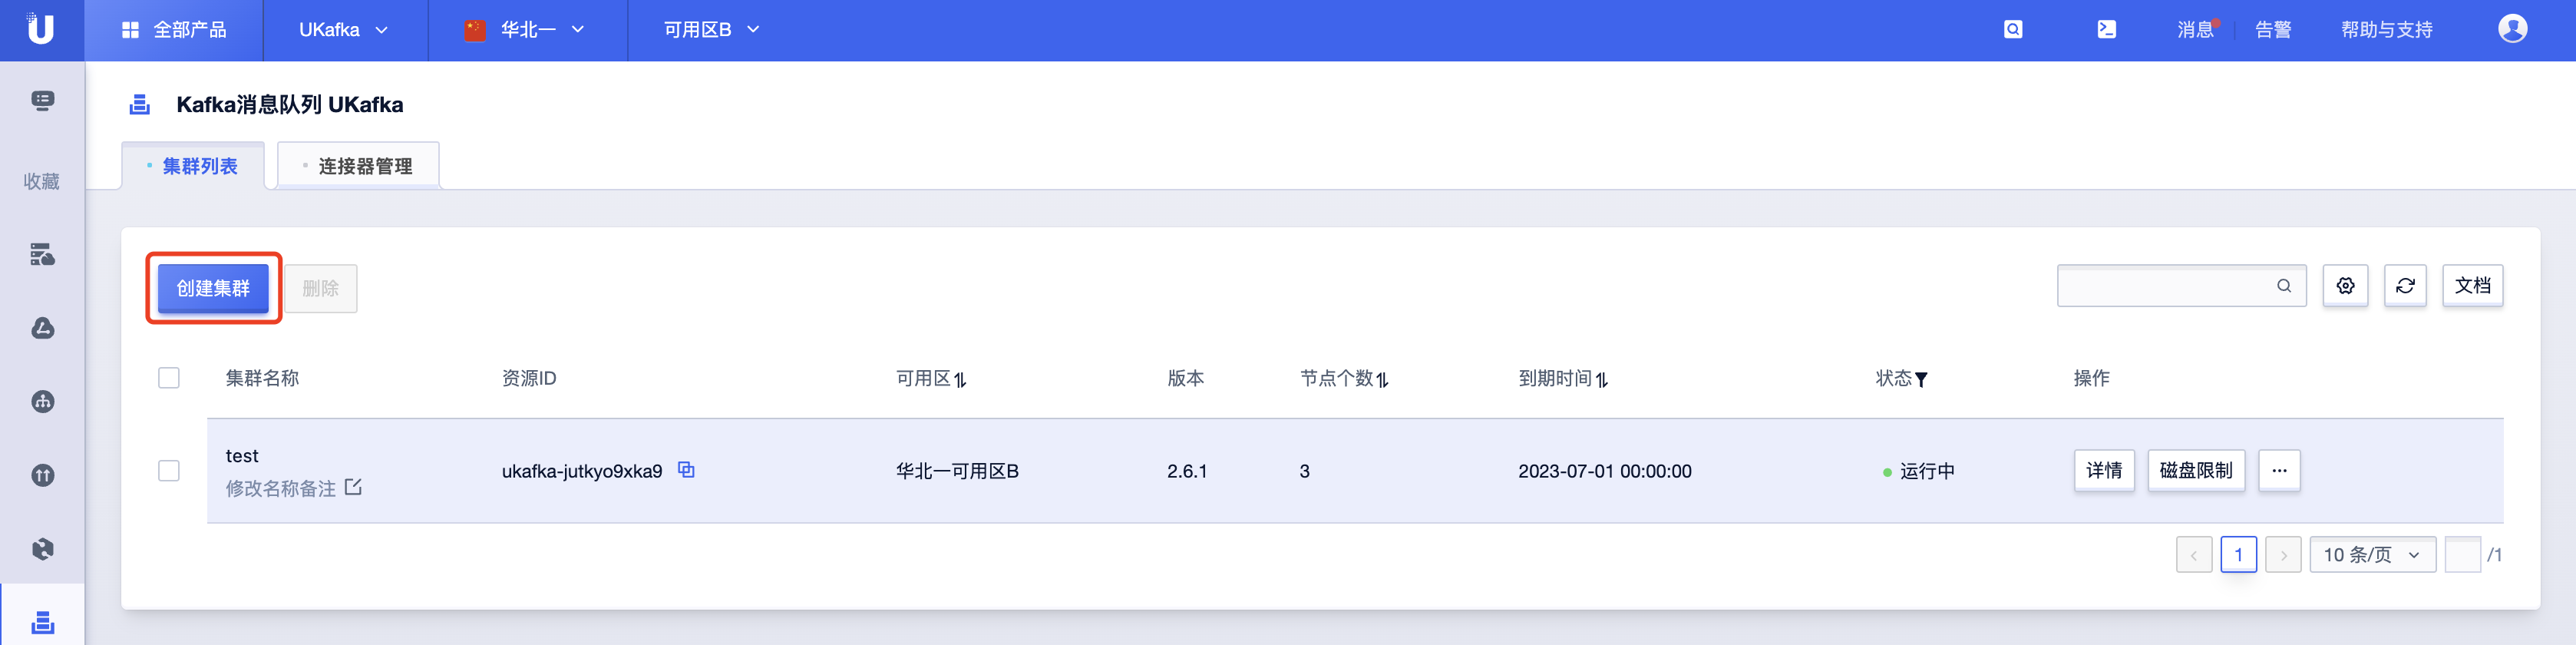 全部产品
UKafka
华北一
可用区B
消息
告警
帮助与支持
收藏
Kafka消息队列 UKafka
集群列表
连接器管理
创建集群
删除
文档
集群名称 资源ID 可用区 版本 节点个数 到期时间 状态 操作
test
修改名称备注
ukafka-jutkyo9xka9
华北一可用区B
2.6.1
3
2023-07-01 00:00:00
运行中
详情
磁盘限制
...
1
10 条/页
/1